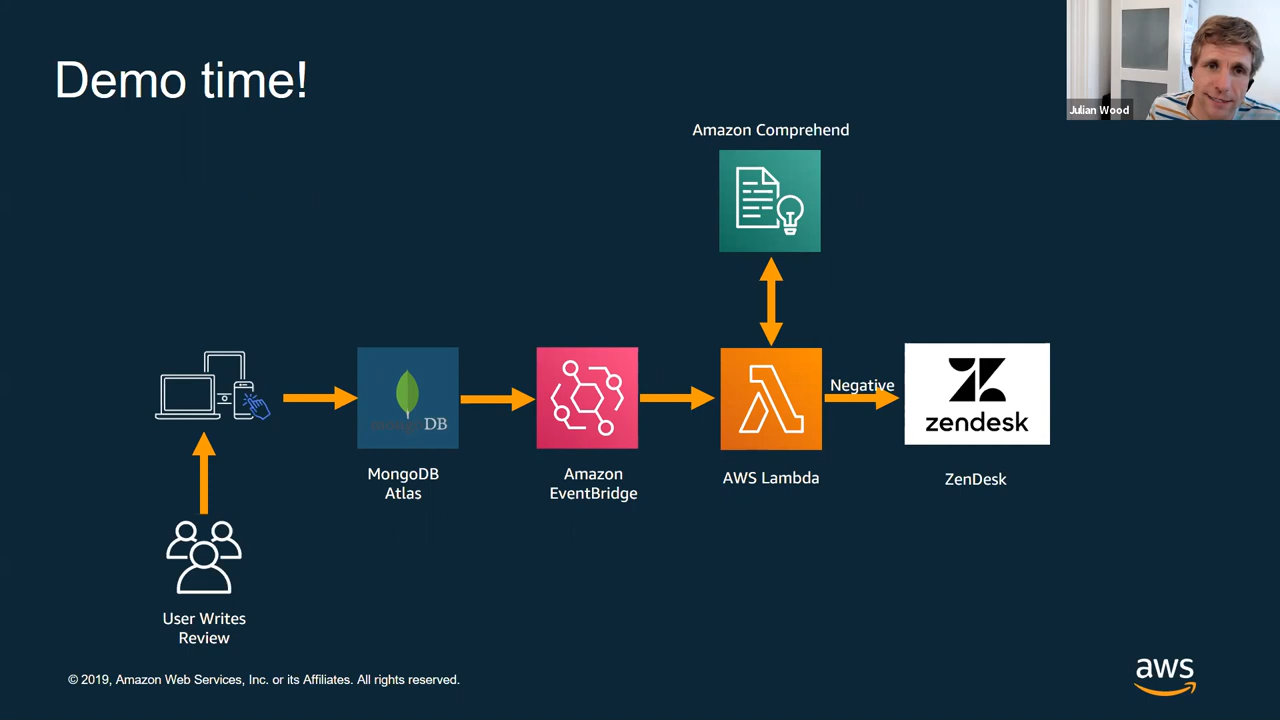 Demo time!
Julian Wood
Amazon Comprehend
Negative
mongo DB
zendesk
MongoDB
Atlas
Amazon
EventBridge
AWS Lambda
ZenDesk
User Writes
Review
© 2019, Amazon Web Services, Inc. or its Affiliates. All rights reserved.
aws